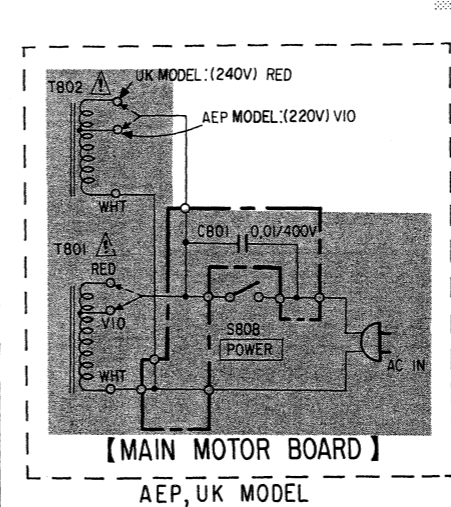 UK MODEL:(240V) RED
T802
AEP MODEL:(220V) VIO
WHT
C801 0,01/400V
T801
RED
VIO
S808
POWER
WHT
AC IN
【MAIN MOTOR BOARD】
AEP, UK MODEL